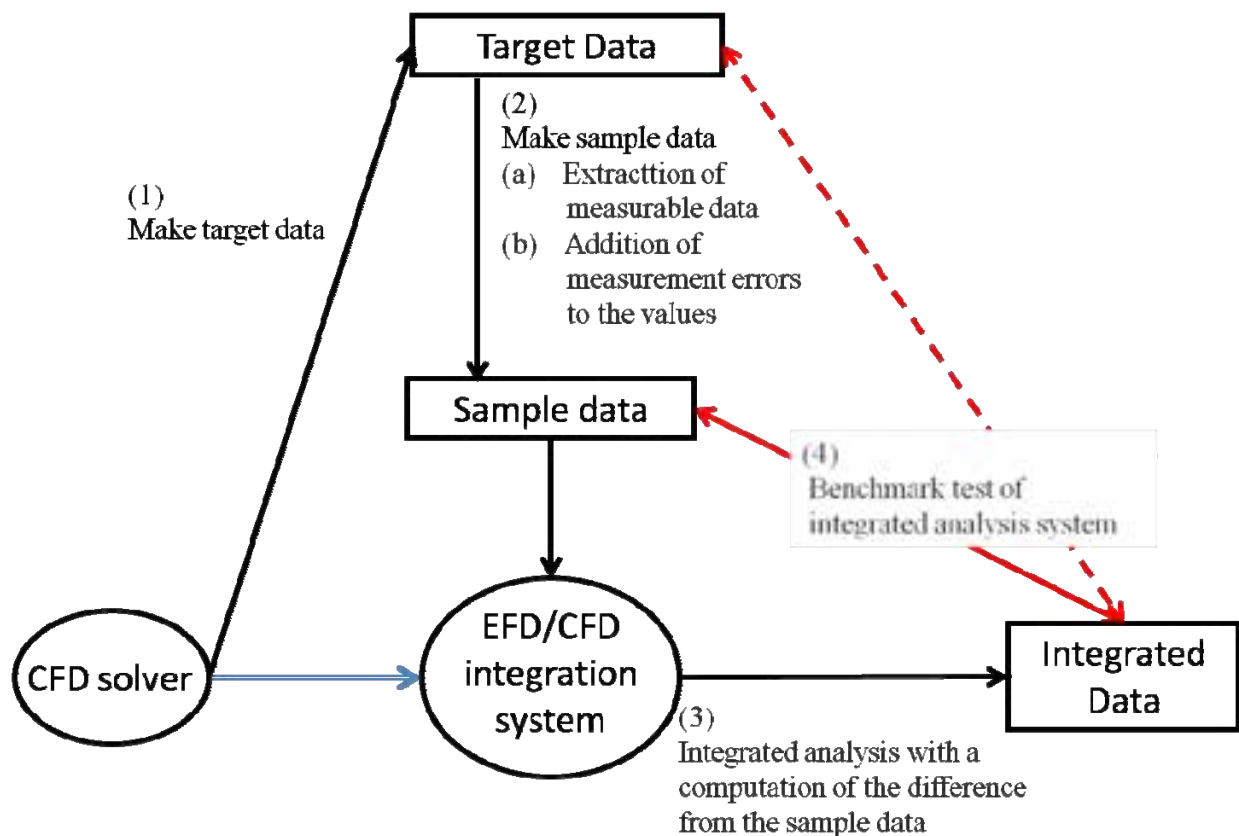 Target Data
(2)
Make sample data
(a) Extracttion of
measurable data
(b) Addition of
measurement errors
to the values
(1)
Make target data
Sample data
(4)
Benchmark test of
integrated analysis system
CFD solver
EFD/CFD
integration
system
Integrated
Data
(3)
Integrated analysis with a
computation of the difference
from the sample data